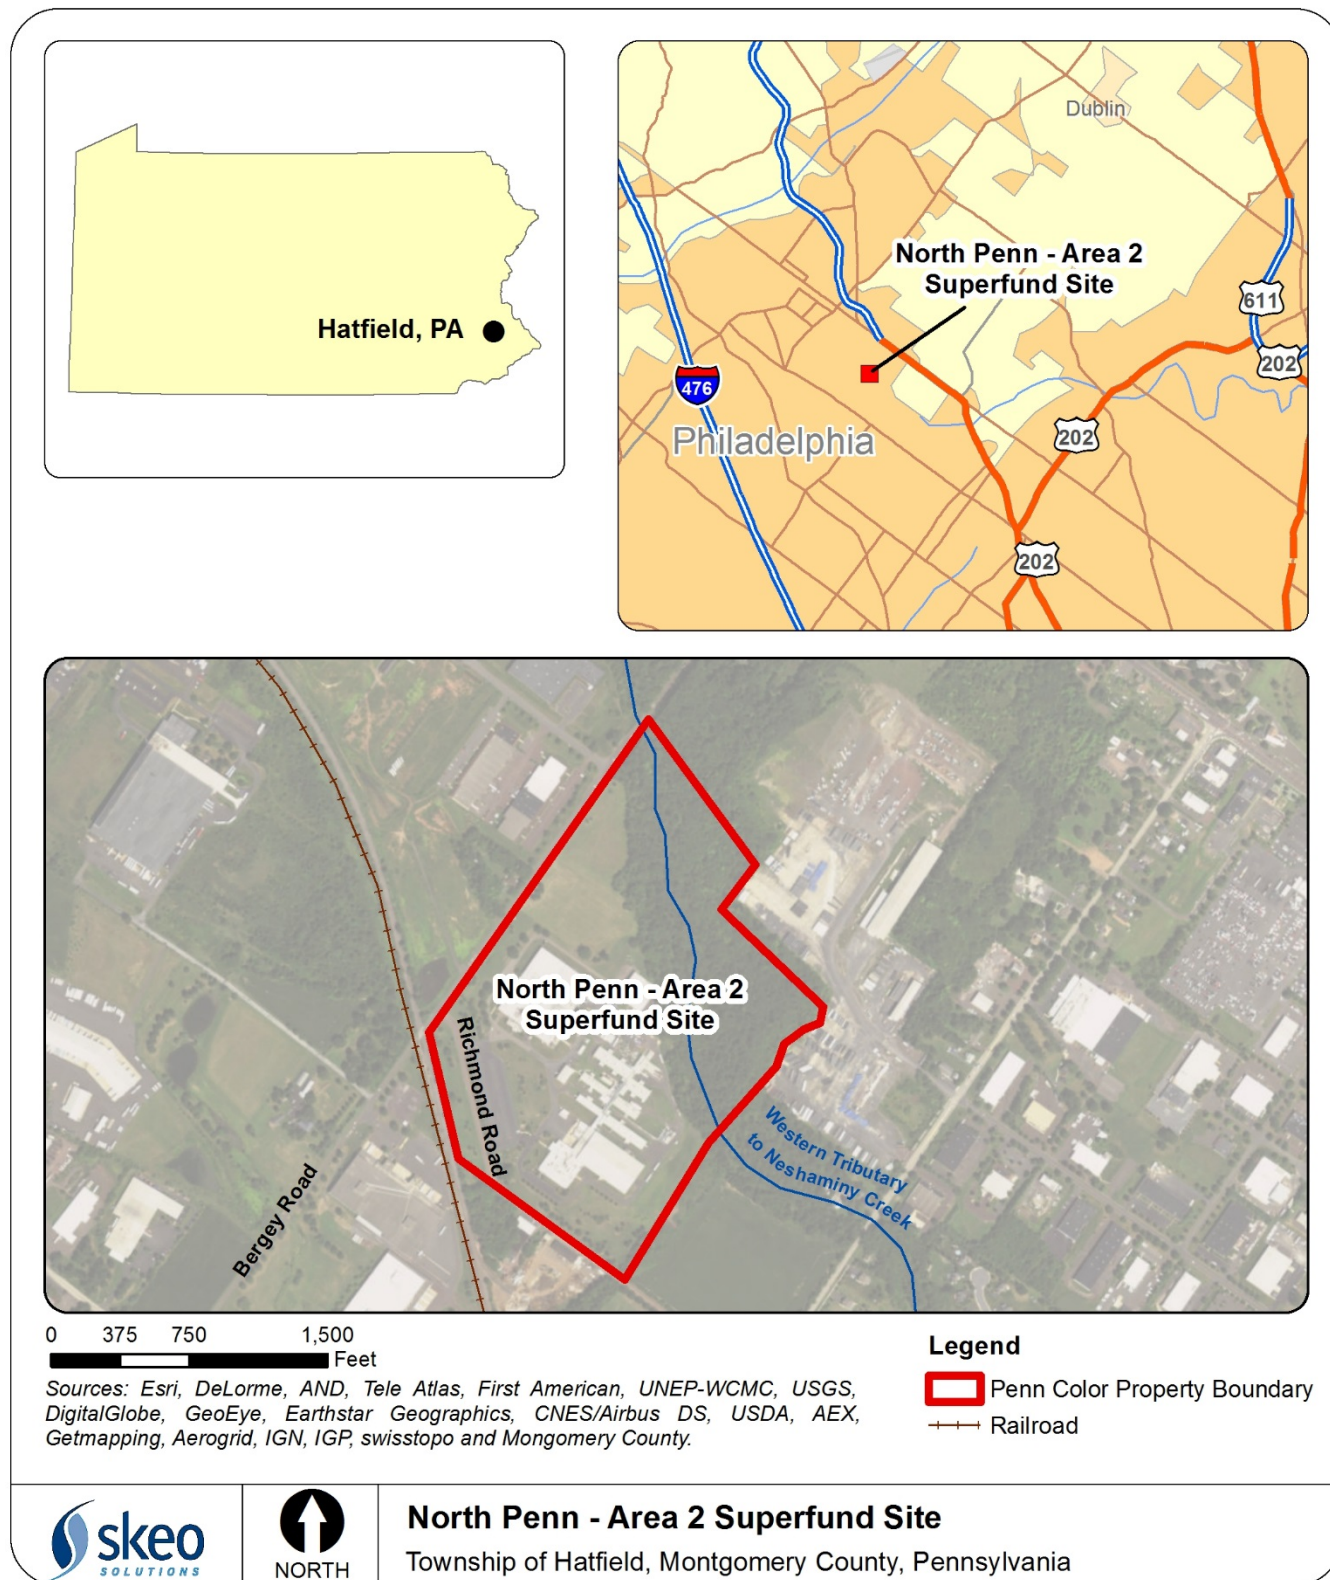 Hatfield, PA
Dublin
North Penn - Area 2
Superfund Site
611
202
476
Philadelphia
202
202
North Penn - Area 2
Superfund Site
Richmond Road
Bergey Road
Western Tributary
to Neshaminy Creek
0 375 750 1,500
Feet
Sources: Esri, DeLorme, AND, Tele Atlas, First American, UNEP-WCMC, USGS,
DigitalGlobe, GeoEye, Earthstar Geographics, CNES/Airbus DS, USDA, AEX,
Getmapping, Aerogrid, IGN, IGP, swisstopo and Mongomery County.
Legend
Penn Color Property Boundary
Railroad
skeo
SOLUTIONS
NORTH
North Penn - Area 2 Superfund Site
Township of Hatfield, Montgomery County, Pennsylvania